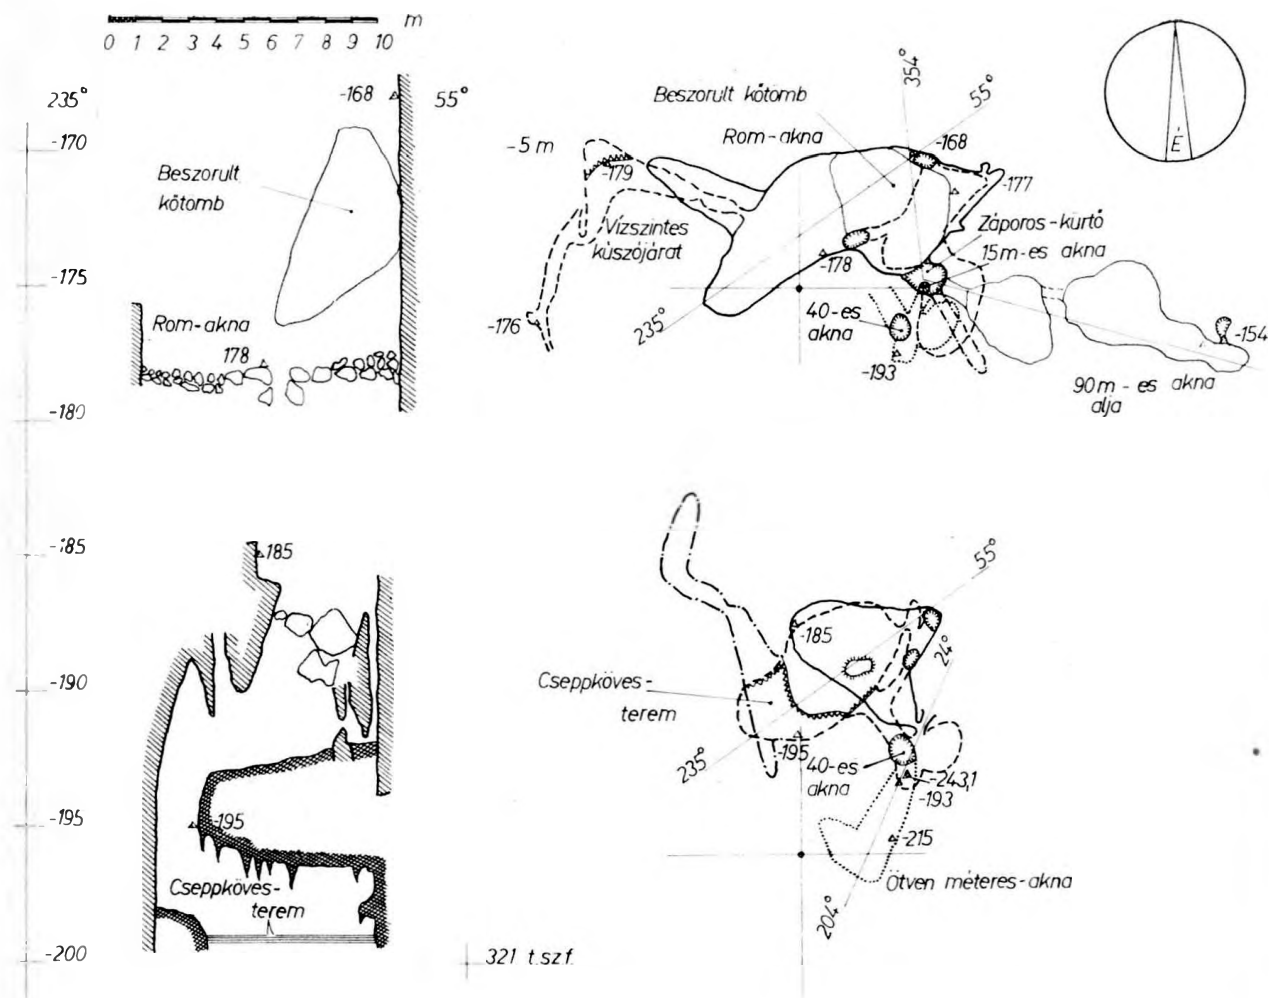 m
0 1 2 3 4 5 6 7 8 9 10
235°
-168
55°
-170
Beszorult
kőtomb
-175
Rom-akna
178
-180
354°
55°
Beszorult kőtomb
Rom-akna
-168
-5 m
-179
-177
Vízszintes
kúszójárat
Záporos-kürtő
15m-es akna
-178
-176
235°
40-es
akna
-193
-154
90m-es akna
alja
É
-185
185
-190
-195
-195
Cseppköves-
terem
-200
321 t.sz.f.
55°
-185
24°
Cseppköves-
terem
235°
-195
40-es
akna
-243,1
-193
-215
Ötven méteres-akna
204°